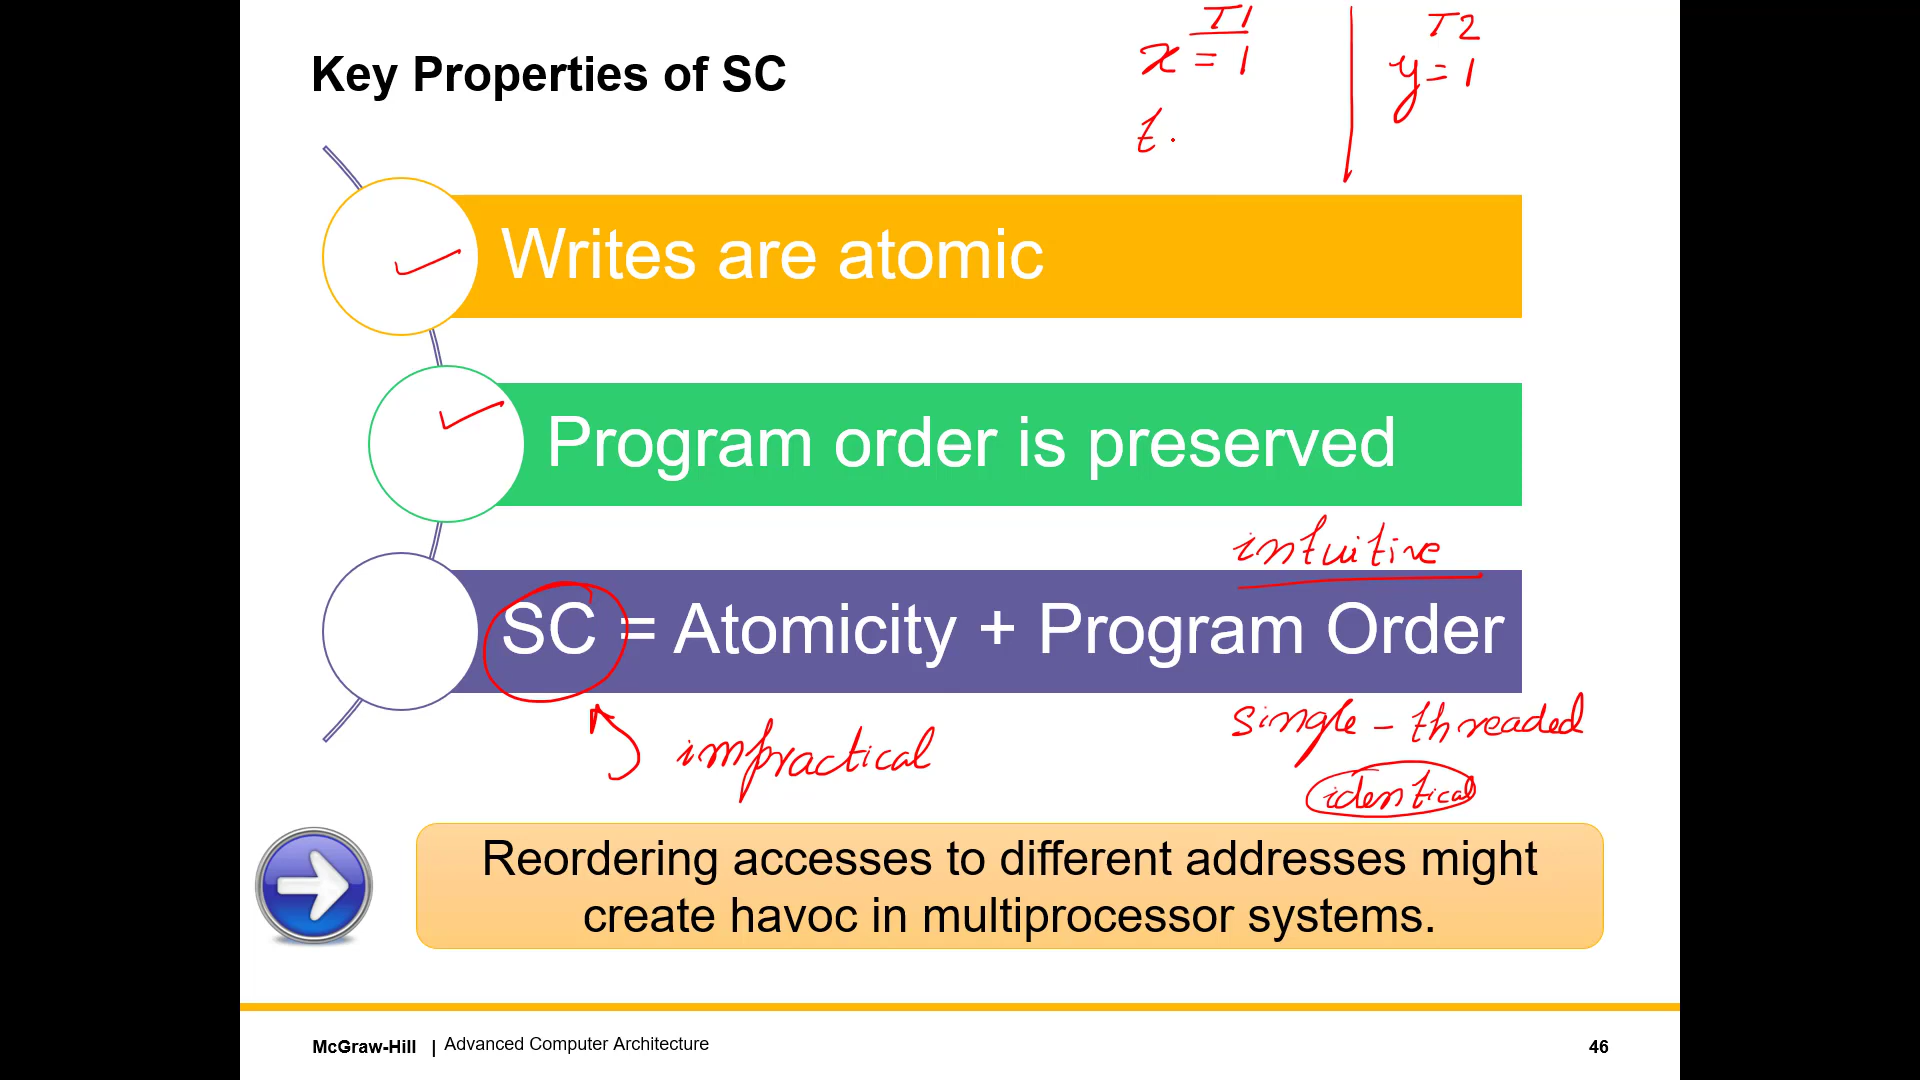 T1
T2
Key Properties of SC
x = 1
y = 1
t.
Writes are atomic
Program order is preserved
intuitive
SC = Atomicity + Program Order
single - threaded
impractical
identical
Reordering accesses to different addresses might
create havoc in multiprocessor systems.
McGraw-Hill | Advanced Computer Architecture
46